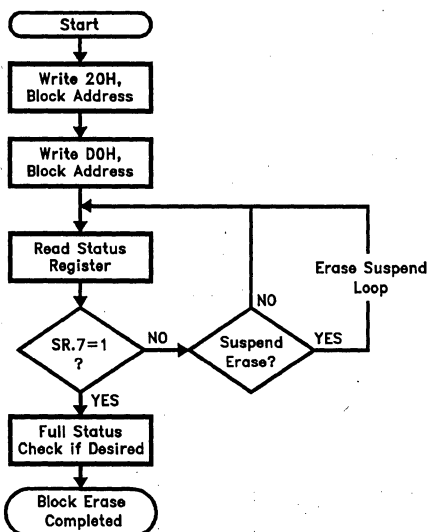 Start
Write 20H,
Block Address
Write D0H,
Block Address
Read Status
Register
Erase Suspend
Loop
NO
SR.7=1
?
NO
Suspend
Erase?
YES
YES
Full Status
Check if Desired
Block Erase
Completed